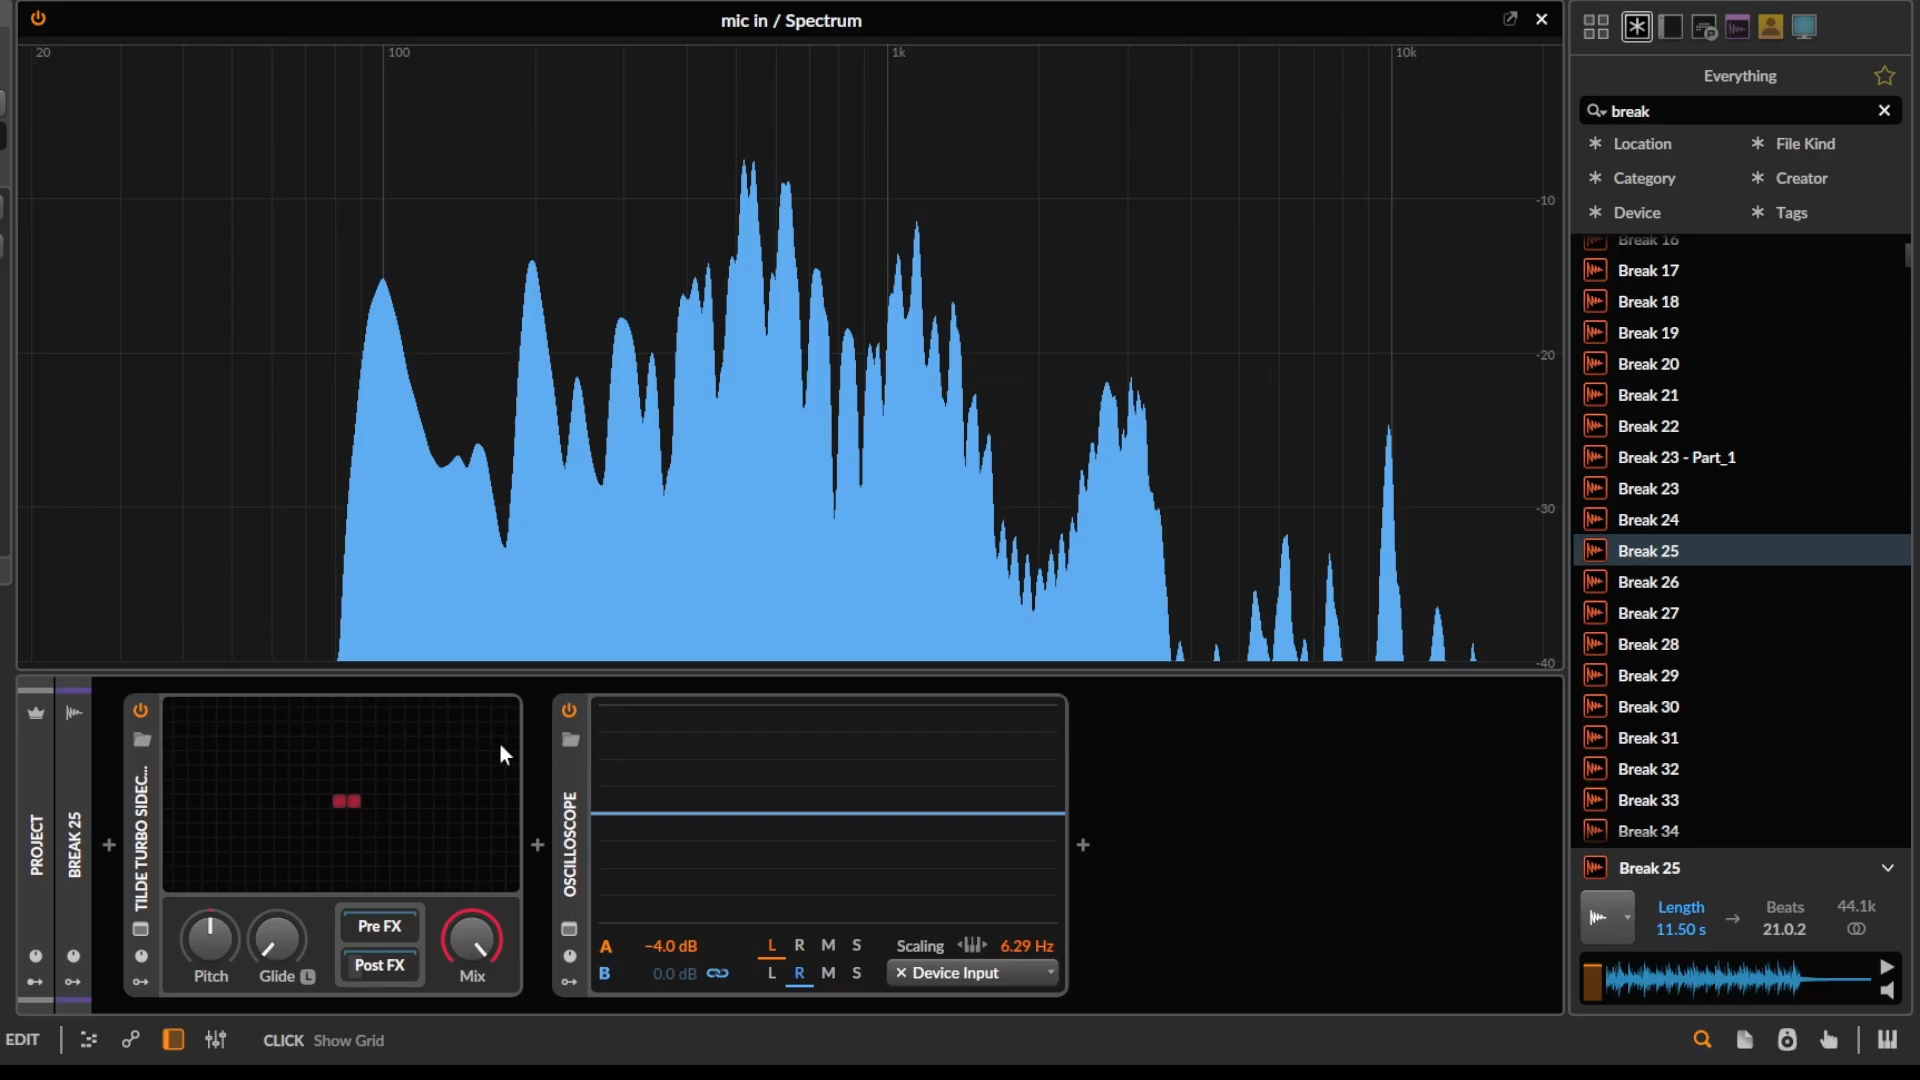 mic in / Spectrum
20
100
1k
10k
-10
-20
-30
-40
Everything
break
Location
File Kind
Category
Creator
Device
Tags
Break 16
Break 17
Break 18
Break 19
Break 20
Break 21
Break 22
Break 23 - Part_1
Break 23
Break 24
Break 25
Break 26
Break 27
Break 28
Break 29
Break 30
Break 31
Break 32
Break 33
Break 34
Break 25
Length
11.50 s
Beats
21.0.2
44.1k
PROJECT
BREAK 25
TILDE TURBO SIDEC...
Pitch
Glide L
Pre FX
Post FX
Mix
OSCILLOSCOPE
A -4.0 dB L R M S Scaling 6.29 Hz
B 0.0 dB L R M S × Device Input
EDIT
CLICK Show Grid